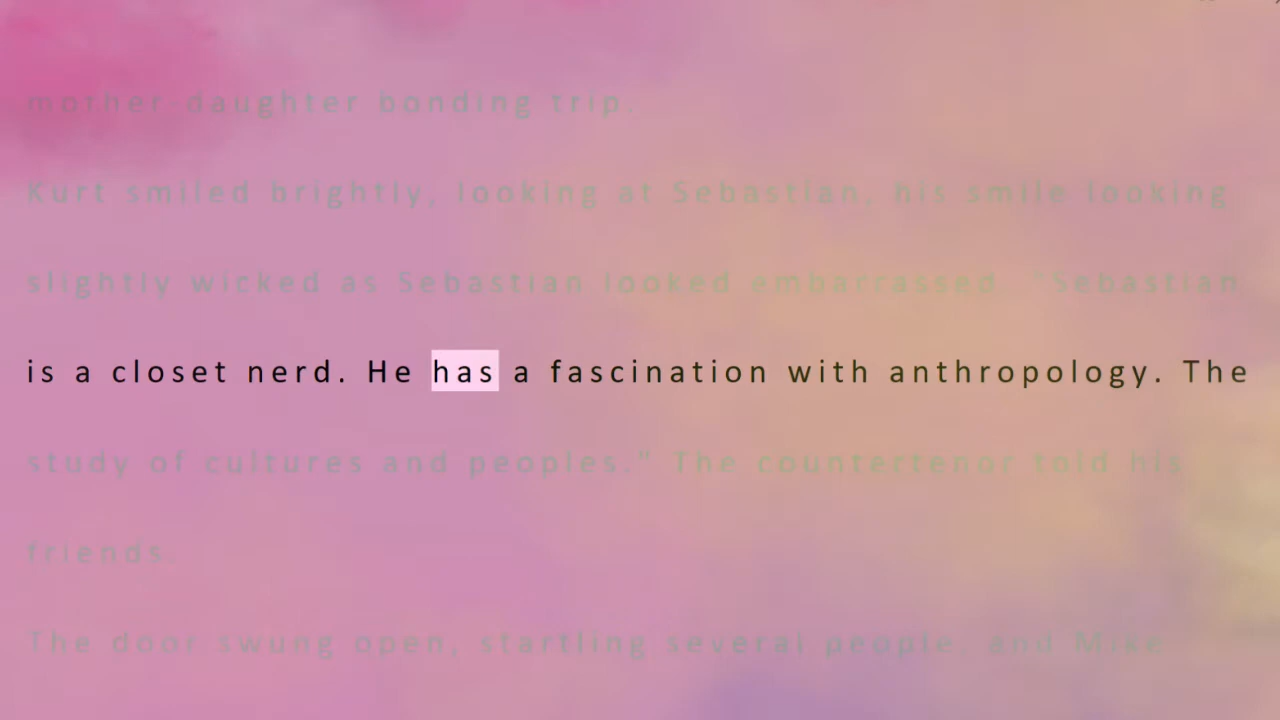 mother-daughter bonding trip.
Kurt smiled brightly, looking at Sebastian, his smile looking
slightly wicked as Sebastian looked embarrassed. "Sebastian
is a closet nerd. He has a fascination with anthropology. The
study of cultures and peoples." The countertenor told his
friends.
The door swung open, startling several people, and Mike